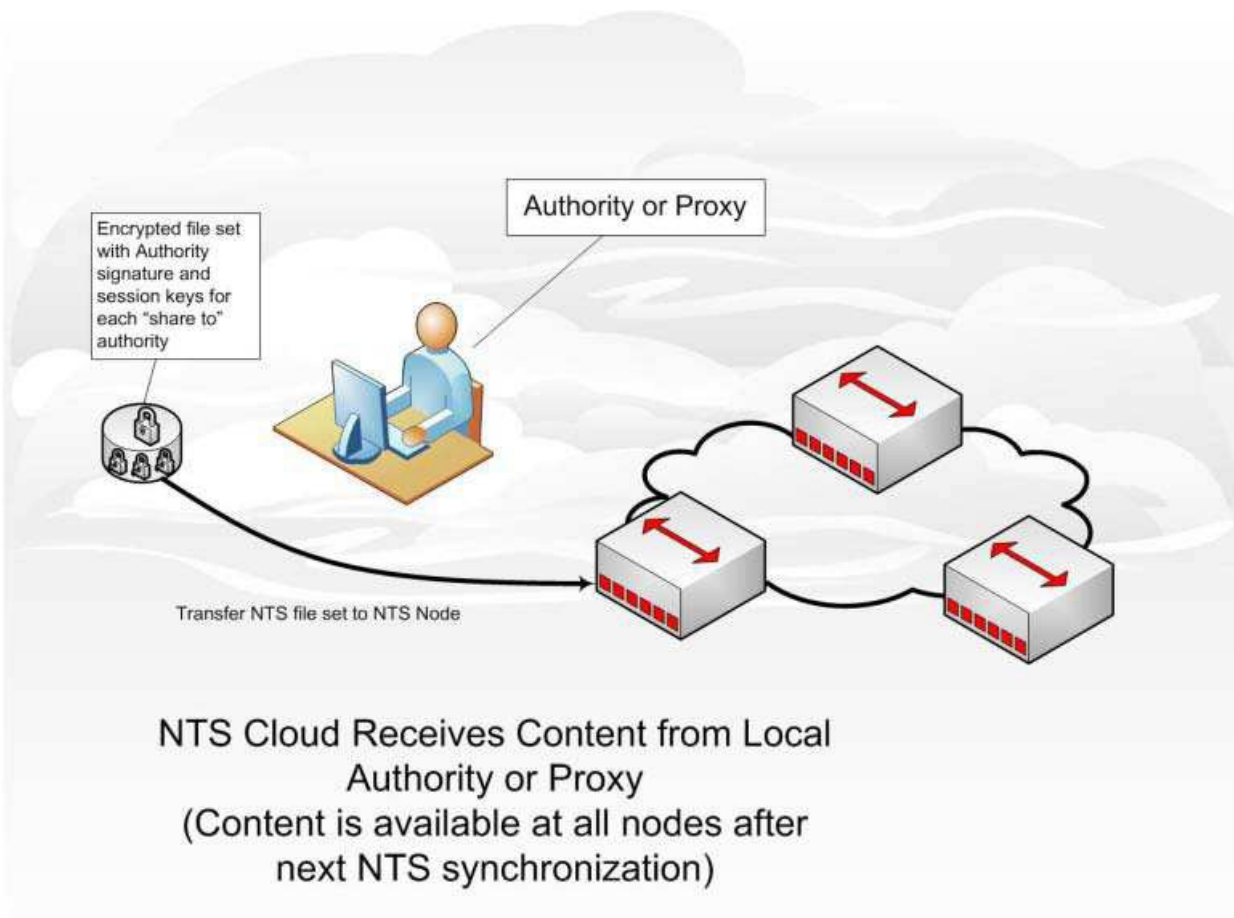 Authority or Proxy
Encrypted file set
with Authority
signature and
session keys for
each “share to”
authority
Transfer NTS file set to NTS Node
NTS Cloud Receives Content from Local
Authority or Proxy
(Content is available at all nodes after
next NTS synchronization)